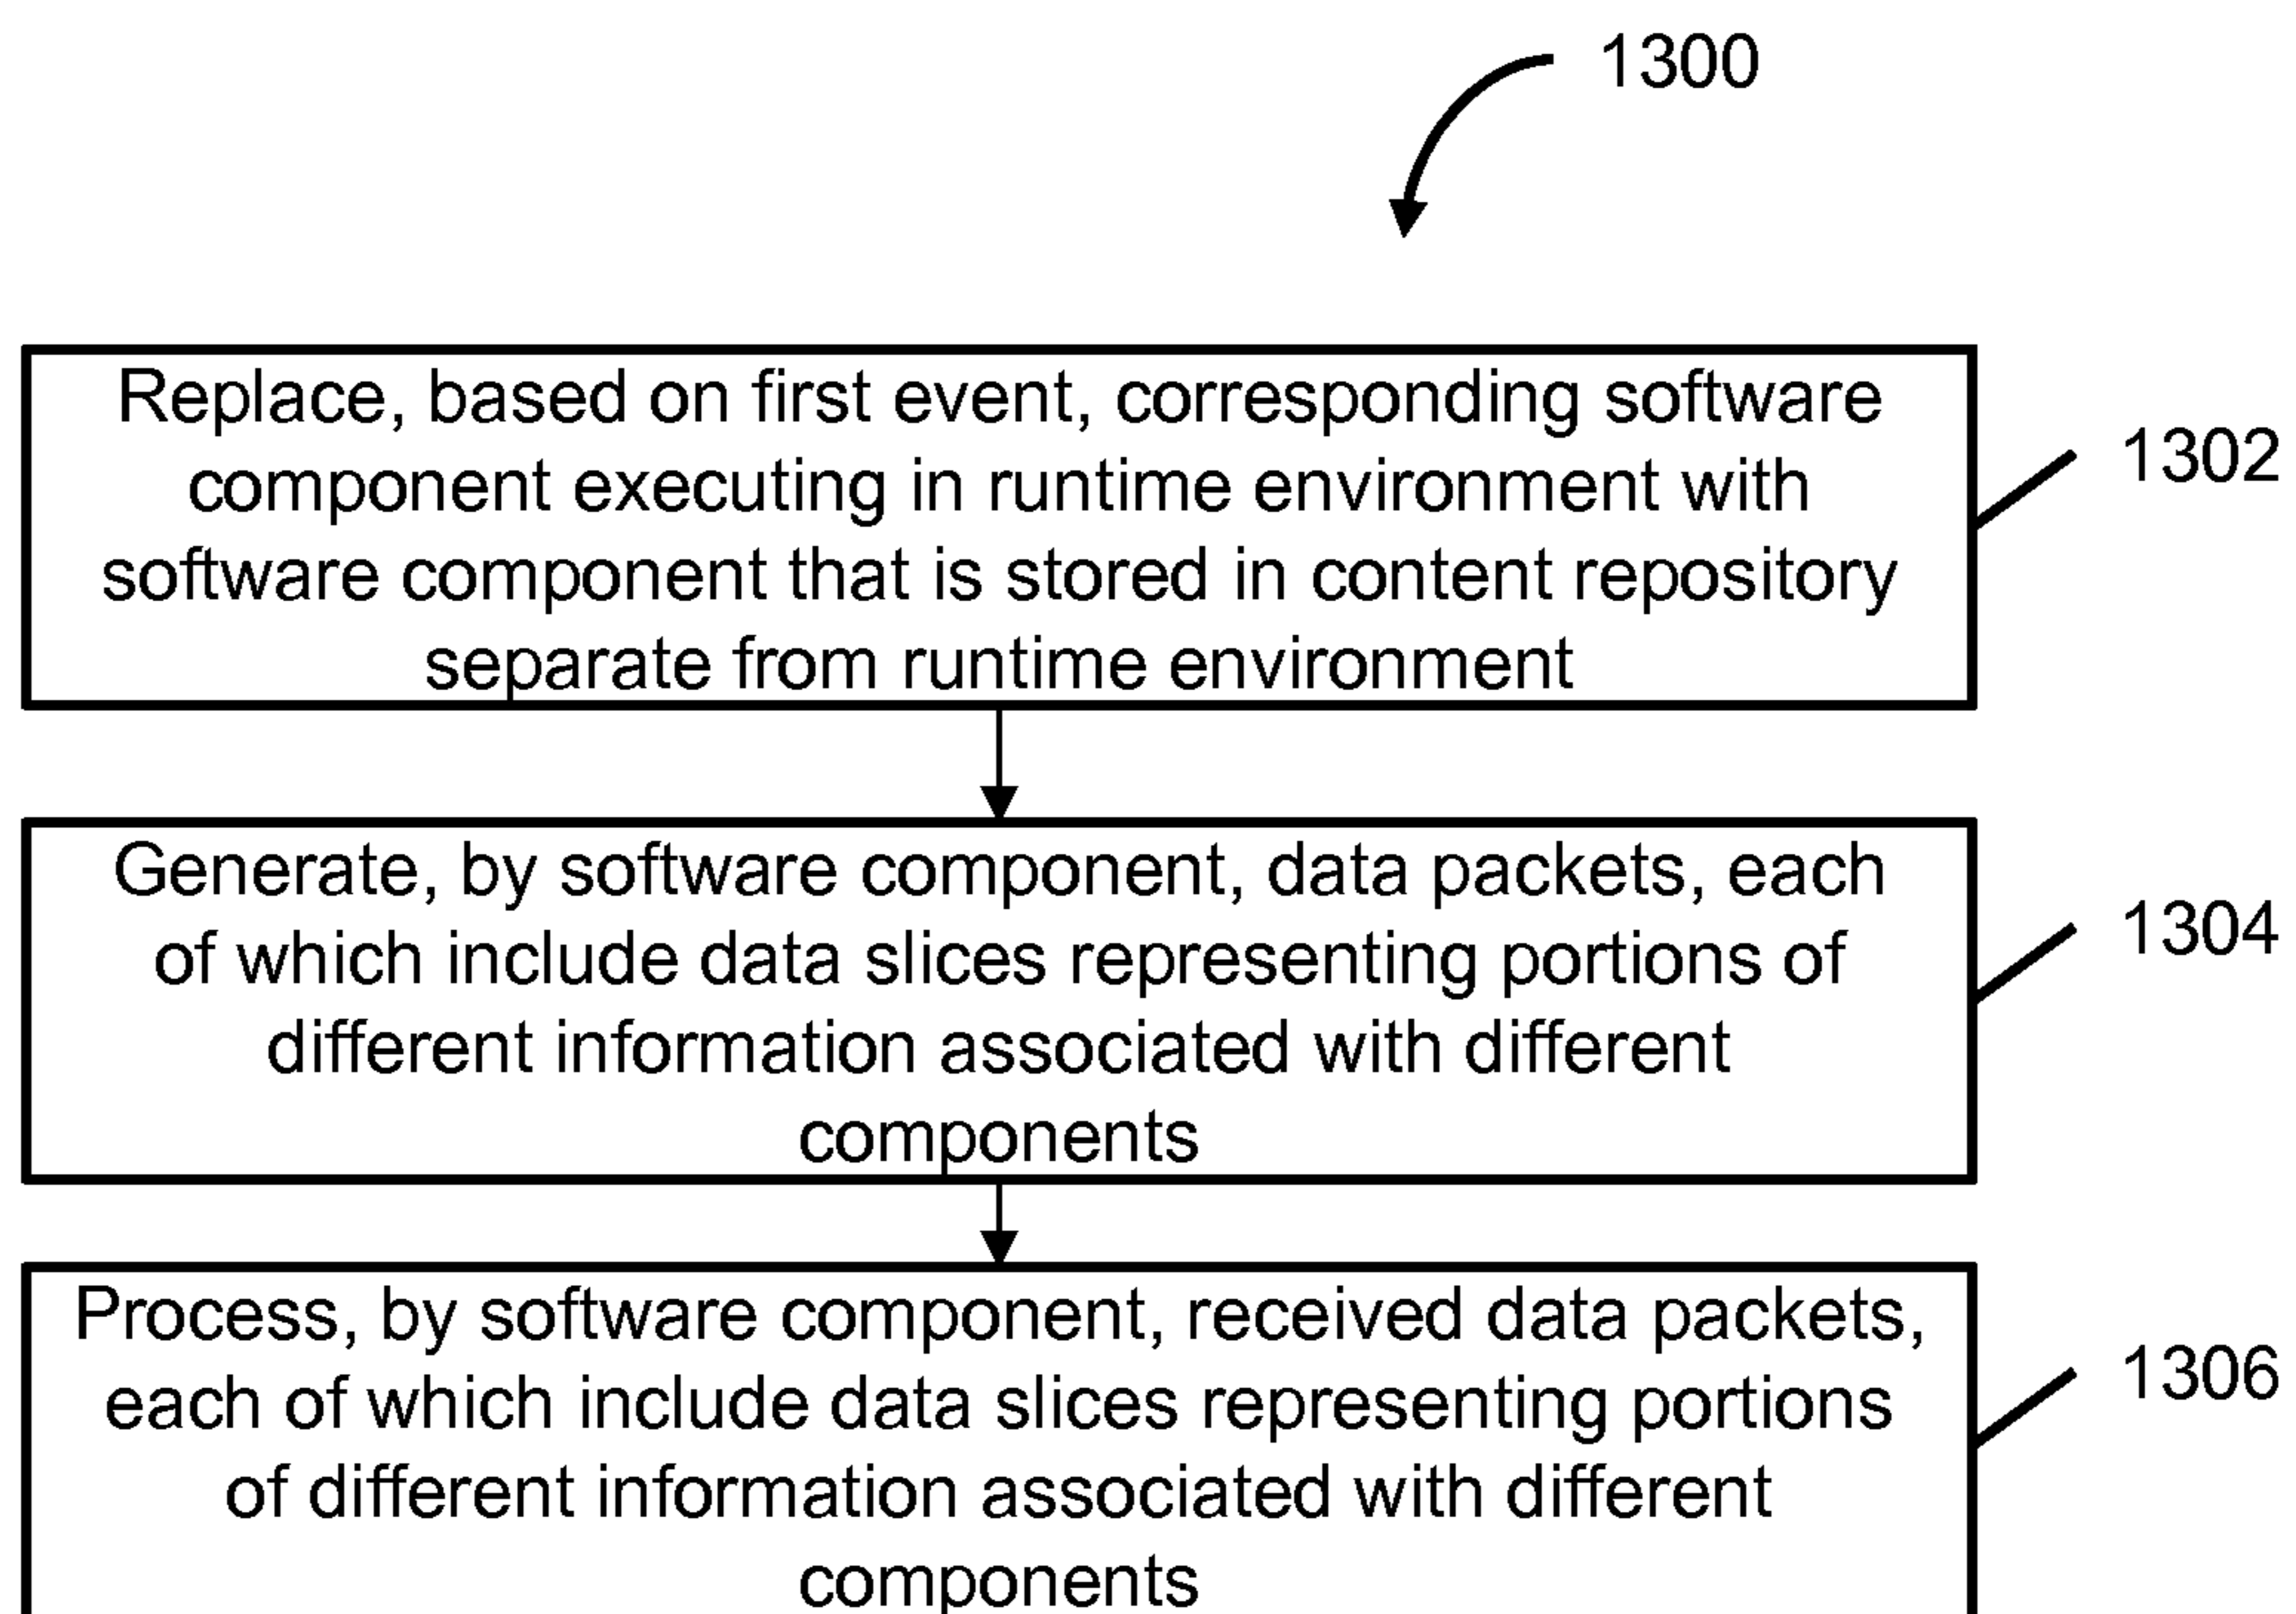 1300
Replace, based on first event, corresponding software
component executing in runtime environment with
software component that is stored in content repository
separate from runtime environment
1302
Generate, by software component, data packets, each
of which include data slices representing portions of
different information associated with different
components
1304
Process, by software component, received data packets,
each of which include data slices representing portions
of different information associated with different
components
1306